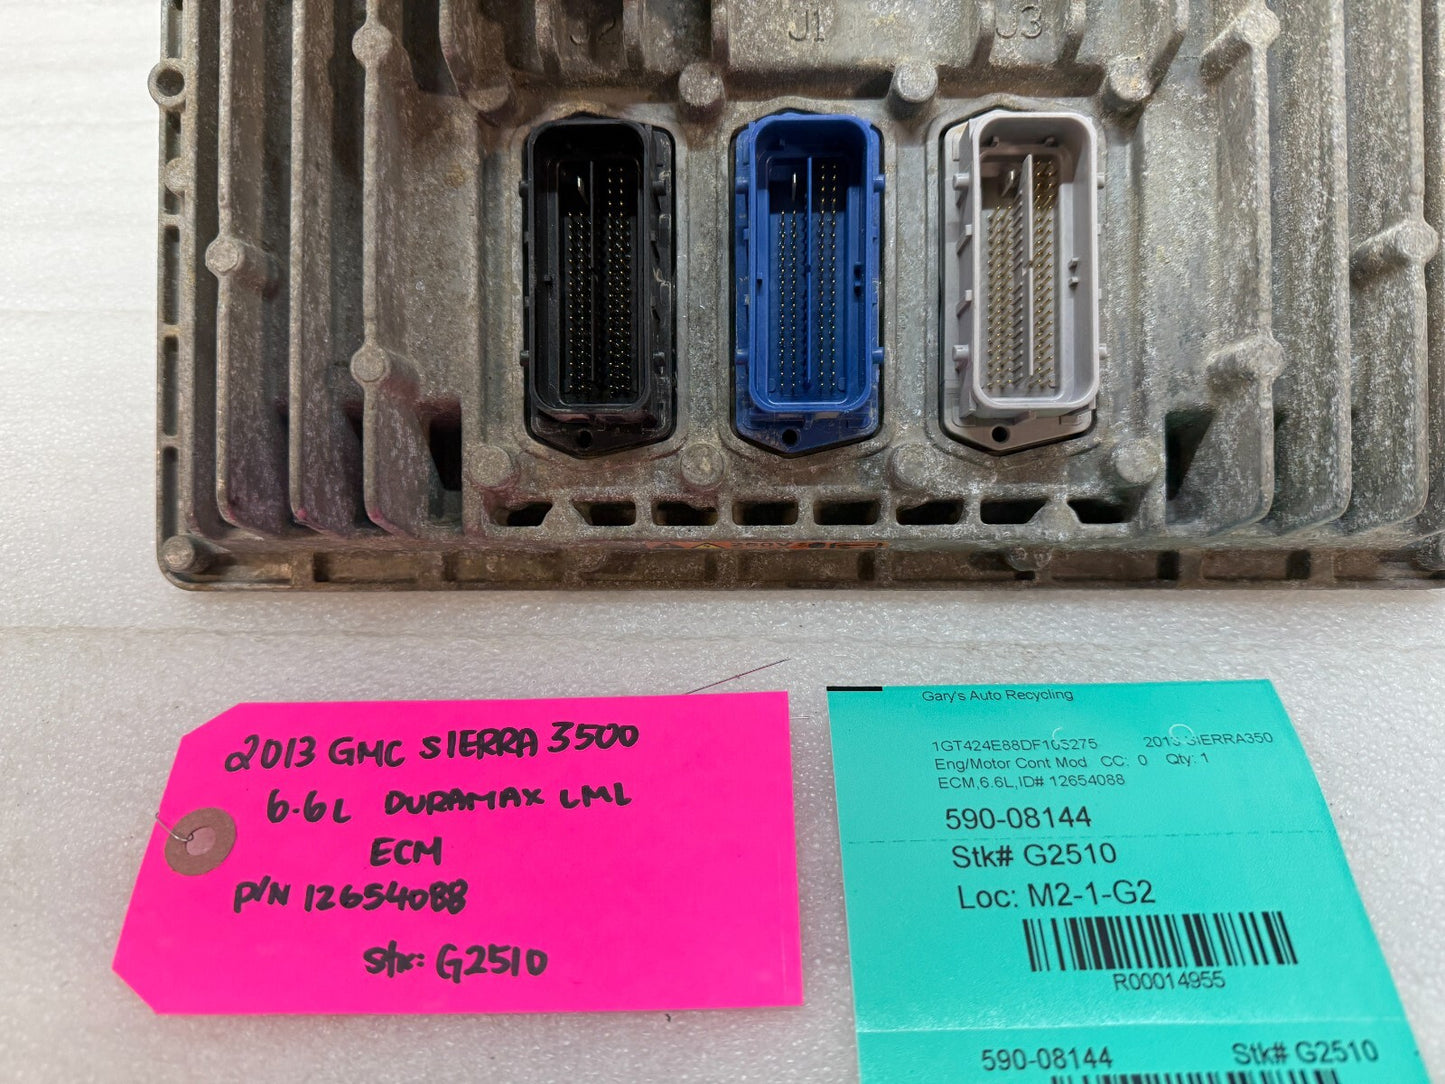 J2 J1 J3
2013 GMC SIERRA 3500
6.6L DURAMAX LML
ECM
P/N 12654088
Stk: G2510
Gary's Auto Recycling
1GT424E88DF165275 2013 SIERRA350
Eng/Motor Cont Mod CC: 0 Qty: 1
ECM,6.6L,ID# 12654088
590-08144
Stk# G2510
Loc: M2-1-G2
R00014955
590-08144 Stk# G2510